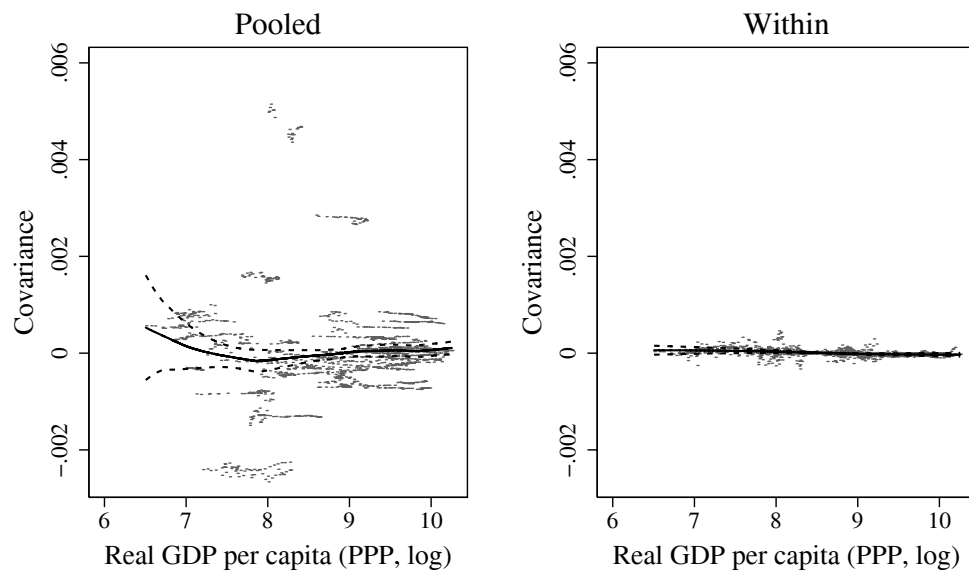 Pooled
.006
.004
.002
0
-.002
Covariance
6 7 8 9 10
Real GDP per capita (PPP, log)
Within
.006
.004
.002
0
-.002
Covariance
6 7 8 9 10
Real GDP per capita (PPP, log)